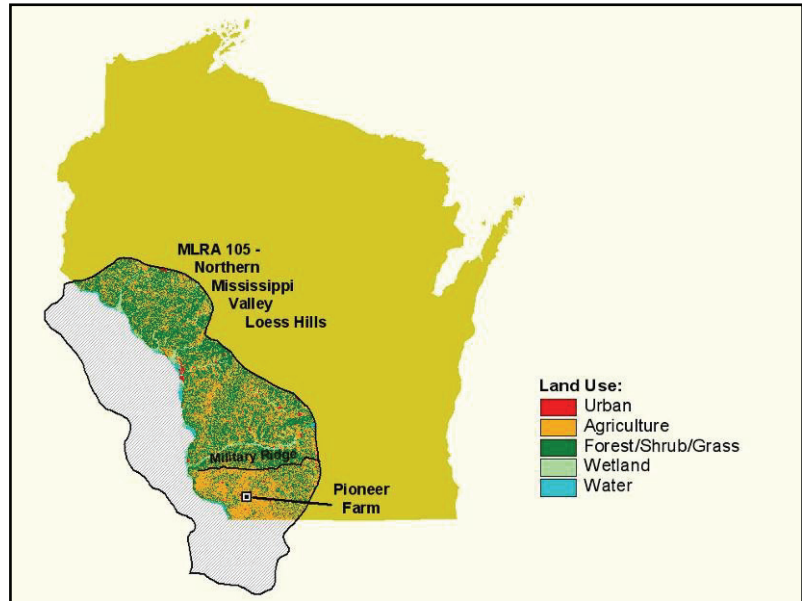 MLRA 105 -
Northern
Mississippi
Valley
Loess Hills
Military Ridge
Pioneer
Farm
Land Use:
Urban
Agriculture
Forest/Shrub/Grass
Wetland
Water